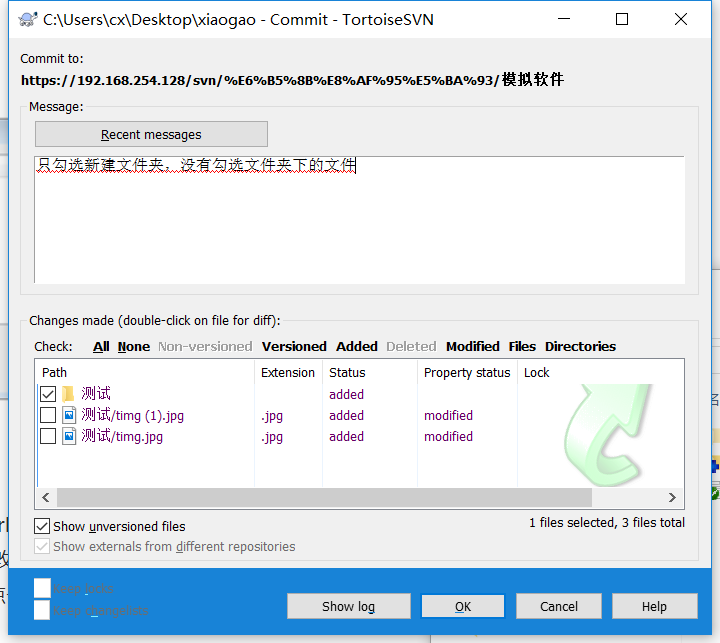 C:\Users\cx\Desktop\xiaogao - Commit - TortoiseSVN
Commit to:
https://192.168.254.128/svn/%E6%B5%8B%E8%AF%95%E5%BA%93/模拟软件
Message:
Recent messages
只勾选新建文件夹，没有勾选文件夹下的文件
Changes made (double-click on file for diff):
Check: All None Non-versioned Versioned Added Deleted Modified Files Directories
Path Extension Status Property status Lock
测试 added
测试/timg (1).jpg .jpg added modified
测试/timg.jpg .jpg added modified
Show unversioned files
1 files selected, 3 files total
Show externals from different repositories
Keep locks
Keep changelists
Show log OK Cancel Help